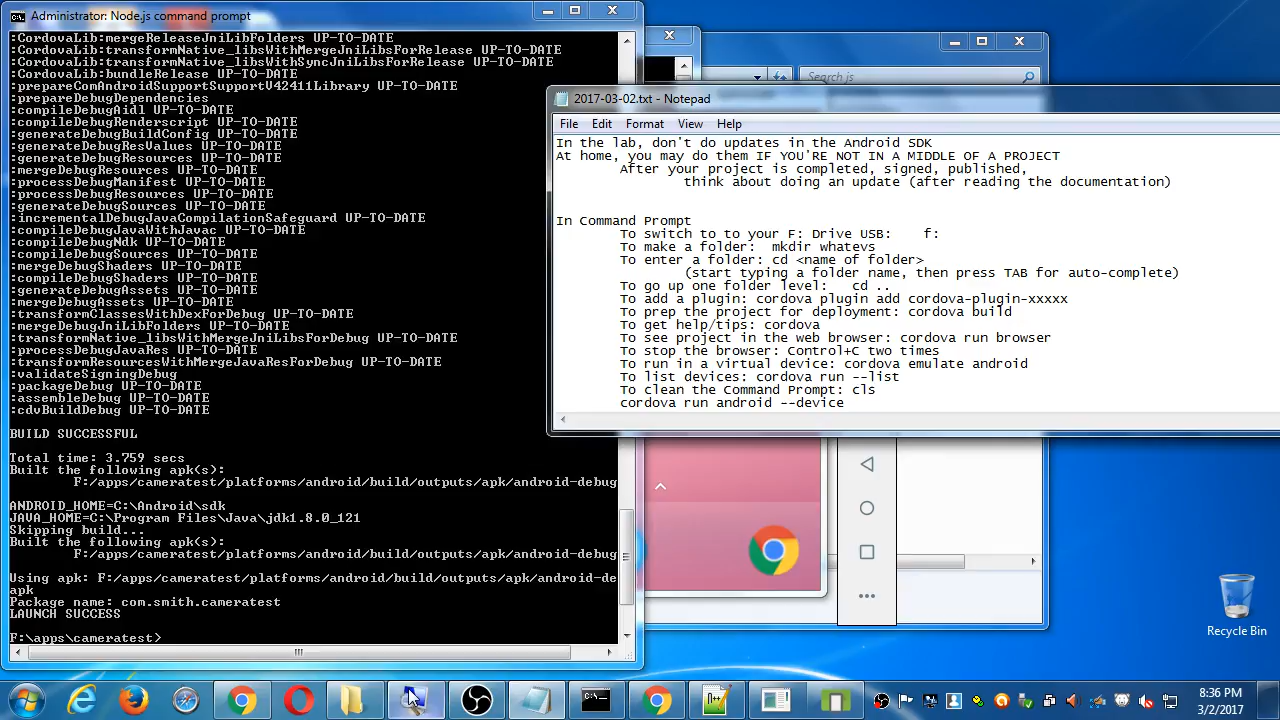 Administrator: Node.js command prompt
:CordovaLib:mergeReleaseJniLibFolders UP-TO-DATE
:CordovaLib:transformNative_libsWithMergeJniLibsForRelease UP-TO-DATE
:CordovaLib:transformNative_libsWithSyncJniLibsForRelease UP-TO-DATE
:CordovaLib:bundleRelease UP-TO-DATE
:prepareComAndroidSupportSupportV42411Library UP-TO-DATE
:prepareDebugDependencies
:compileDebugAidl UP-TO-DATE
:compileDebugRenderscript UP-TO-DATE
:generateDebugBuildConfig UP-TO-DATE
:generateDebugResValues UP-TO-DATE
:generateDebugResources UP-TO-DATE
:mergeDebugResources UP-TO-DATE
:processDebugManifest UP-TO-DATE
:processDebugResources UP-TO-DATE
:generateDebugSources UP-TO-DATE
:incrementalDebugJavaCompilationSafeguard UP-TO-DATE
:compileDebugJavaWithJavac UP-TO-DATE
:compileDebugNdk UP-TO-DATE
:compileDebugSources UP-TO-DATE
:mergeDebugShaders UP-TO-DATE
:compileDebugShaders UP-TO-DATE
:generateDebugAssets UP-TO-DATE
:mergeDebugAssets UP-TO-DATE
:transformClassesWithDexForDebug UP-TO-DATE
:mergeDebugJniLibFolders UP-TO-DATE
:transformNative_libsWithMergeJniLibsForDebug UP-TO-DATE
:processDebugJavaRes UP-TO-DATE
:transformResourcesWithMergeJavaResForDebug UP-TO-DATE
:validateSigningDebug
:packageDebug UP-TO-DATE
:assembleDebug UP-TO-DATE
:cdvBuildDebug UP-TO-DATE
BUILD SUCCESSFUL
Total time: 3.759 secs
Built the following apk(s):
F:/apps/cameratest/platforms/android/build/outputs/apk/android-debug
ANDROID_HOME=C:\Android\sdk
JAVA_HOME=C:\Program Files\Java\jdk1.8.0_121
Skipping build...
Built the following apk(s):
F:/apps/cameratest/platforms/android/build/outputs/apk/android-debug
Using apk: F:/apps/cameratest/platforms/android/build/outputs/apk/android-de
apk
Package name: com.smith.cameratest
LAUNCH SUCCESS
F:\apps\cameratest>
Search js
2017-03-02.txt - Notepad
File Edit Format View Help
In the lab, don't do updates in the Android SDK
At home, you may do them IF YOU'RE NOT IN A MIDDLE OF A PROJECT
After your project is completed, signed, published,
think about doing an update (after reading the documentation)
In Command Prompt
To switch to to your F: Drive USB: f:
To make a folder: mkdir whatevs
To enter a folder: cd <name of folder>
(start typing a folder name, then press TAB for auto-complete)
To go up one folder level: cd ..
To add a plugin: cordova plugin add cordova-plugin-xxxxx
To prep the project for deployment: cordova build
To get help/tips: cordova
To see project in the web browser: cordova run browser
To stop the browser: Control+C two times
To run in a virtual device: cordova emulate android
To list devices: cordova run --list
To clean the Command Prompt: cls
cordova run android --device
Recycle Bin
8:36 PM
3/2/2017